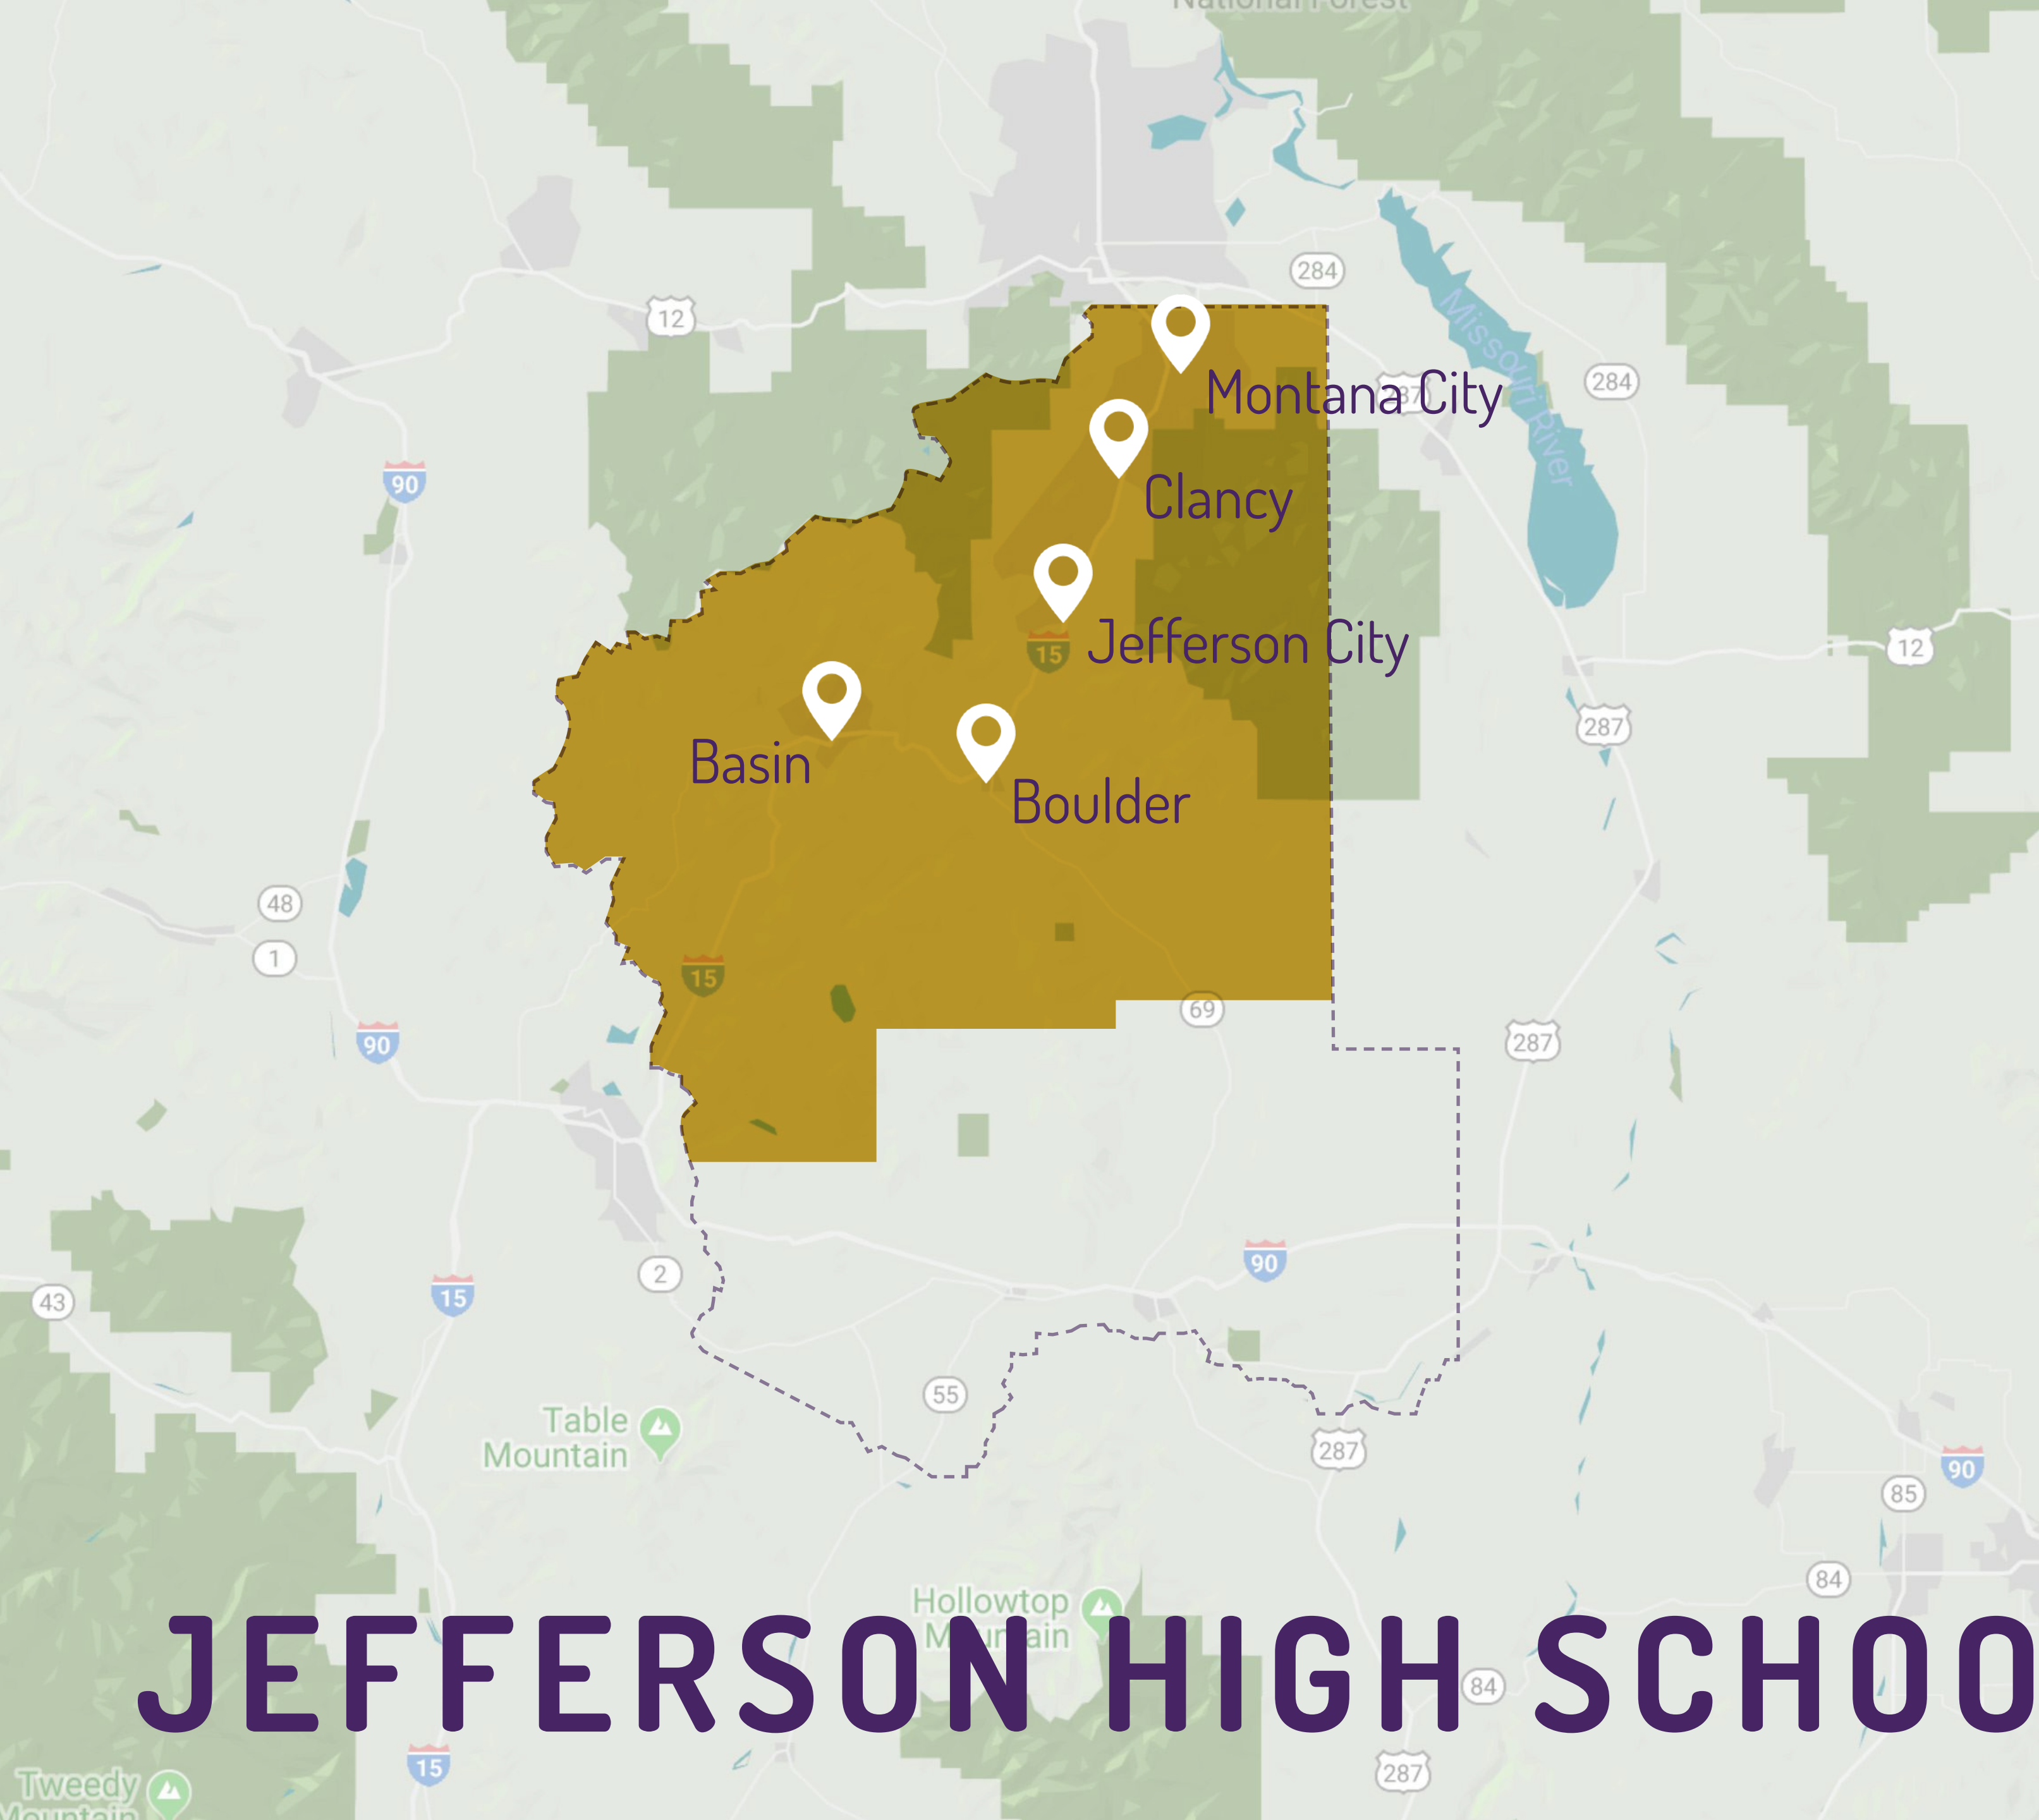 National Forest
284
12
Missouri River
284
287
Montana City
90
Clancy
15
Jefferson City
12
Basin
287
Boulder
48
1
15
69
90
287
90
2
15
43
55
Table
Mountain
287
90
85
84
Hollowtop
Mountain
JEFFERSON HIGH SCHOO
84
15
287
Tweedy
Mountain